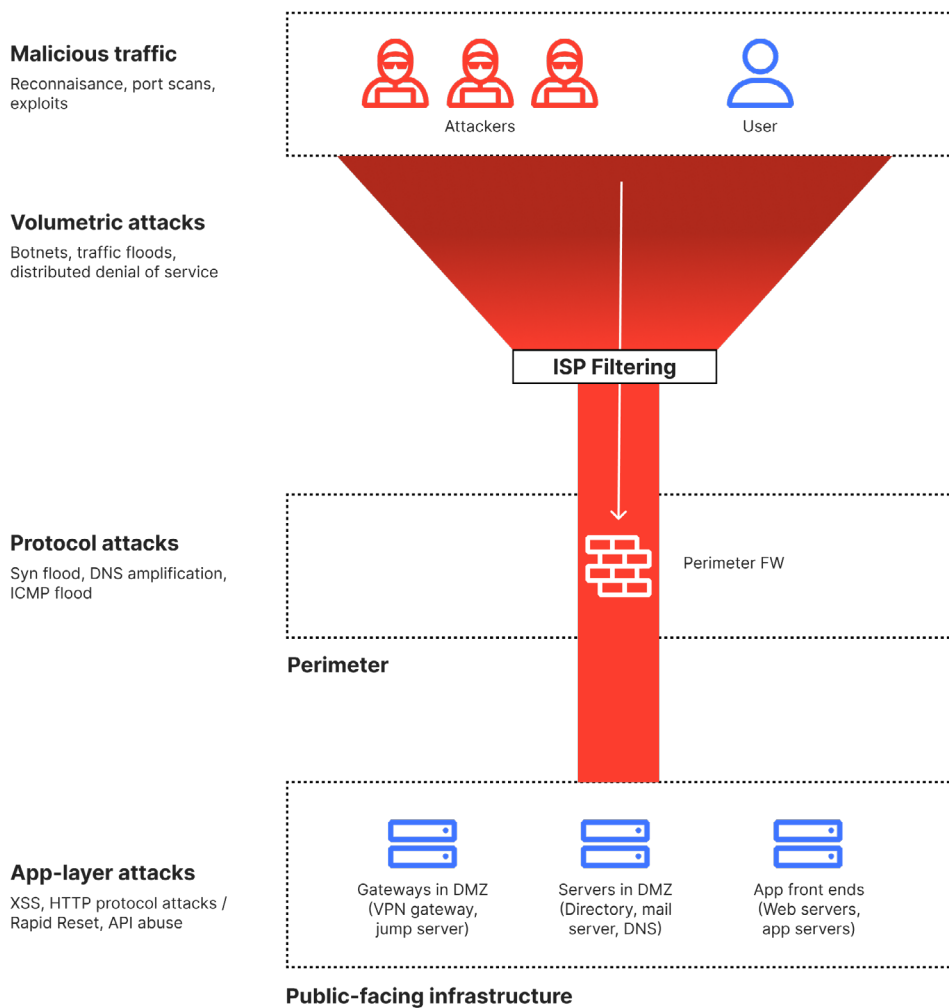 Malicious traffic
Reconnaisance, port scans,
exploits
Attackers
User
Volumetric attacks
Botnets, traffic floods,
distributed denial of service
ISP Filtering
Protocol attacks
Syn flood, DNS amplification,
ICMP flood
Perimeter FW
Perimeter
App-layer attacks
XSS, HTTP protocol attacks /
Rapid Reset, API abuse
Gateways in DMZ
(VPN gateway,
jump server)
Servers in DMZ
(Directory, mail
server, DNS)
App front ends
(Web servers,
app servers)
Public-facing infrastructure